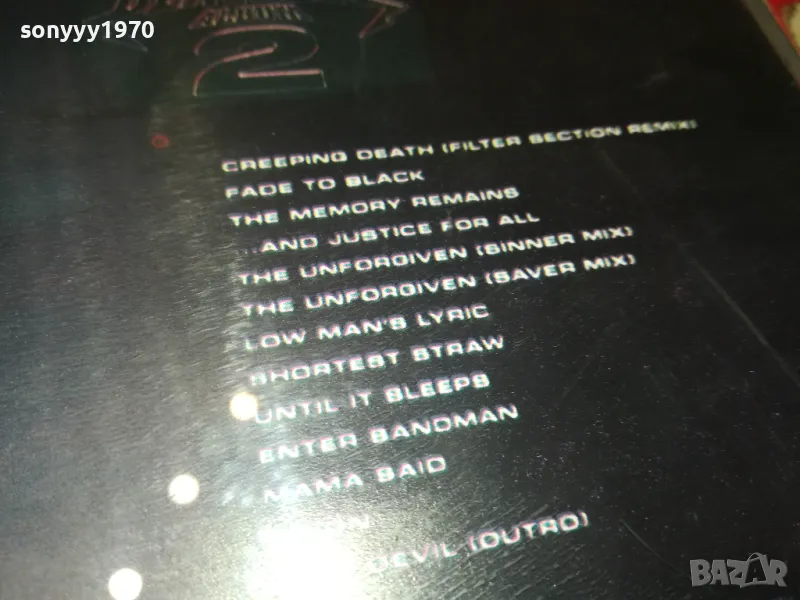 sonyyy1970
2
CREEPING DEATH (FILTER SECTION REMIX)
FADE TO BLACK
THE MEMORY REMAINS
...AND JUSTICE FOR ALL
THE UNFORGIVEN (SINNER MIX)
THE UNFORGIVEN (SAVER MIX)
LOW MAN'S LYRIC
SHORTEST STRAW
UNTIL IT SLEEPS
ENTER SANDMAN
MAMA SAID
DEVIL (OUTRO)
BAZAR